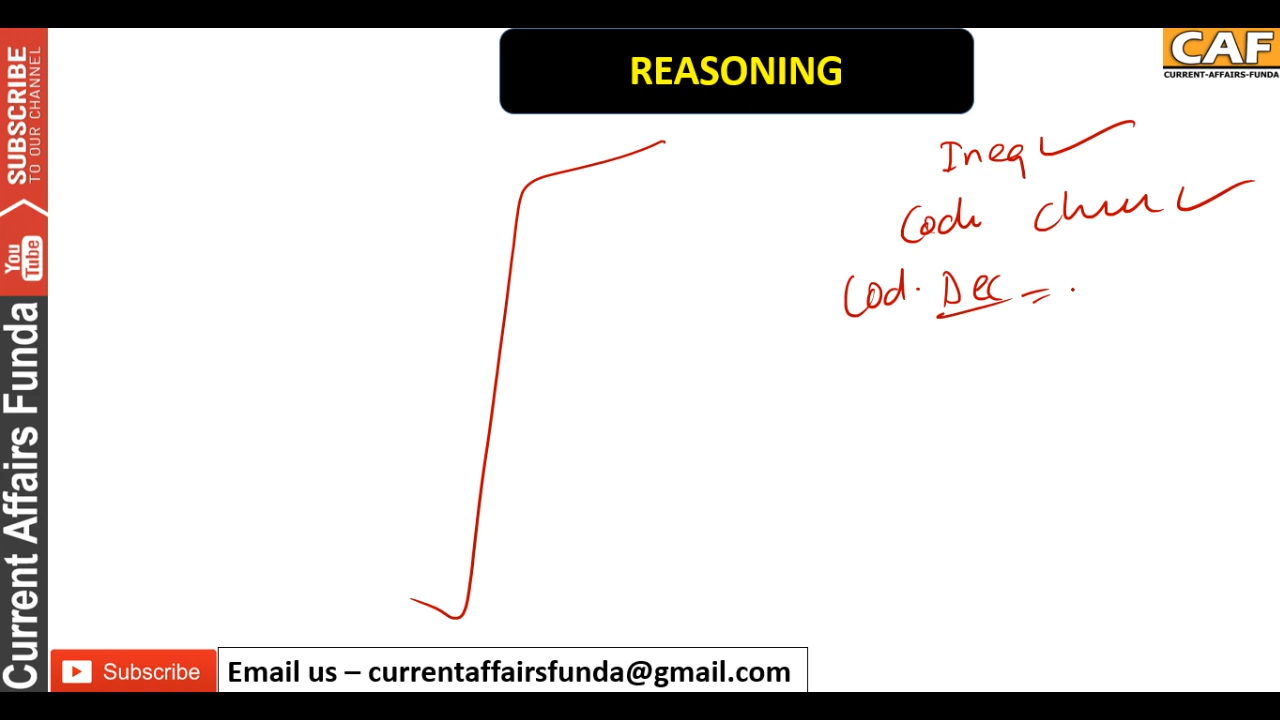 REASONING
CAF
CURRENT-AFFAIRS-FUNDA
SUBSCRIBE
TO OUR CHANNEL
You
Tube
Current Affairs Funda
Ineq
Code
Cod. Dec =.
Subscribe
Email us – currentaffairsfunda@gmail.com